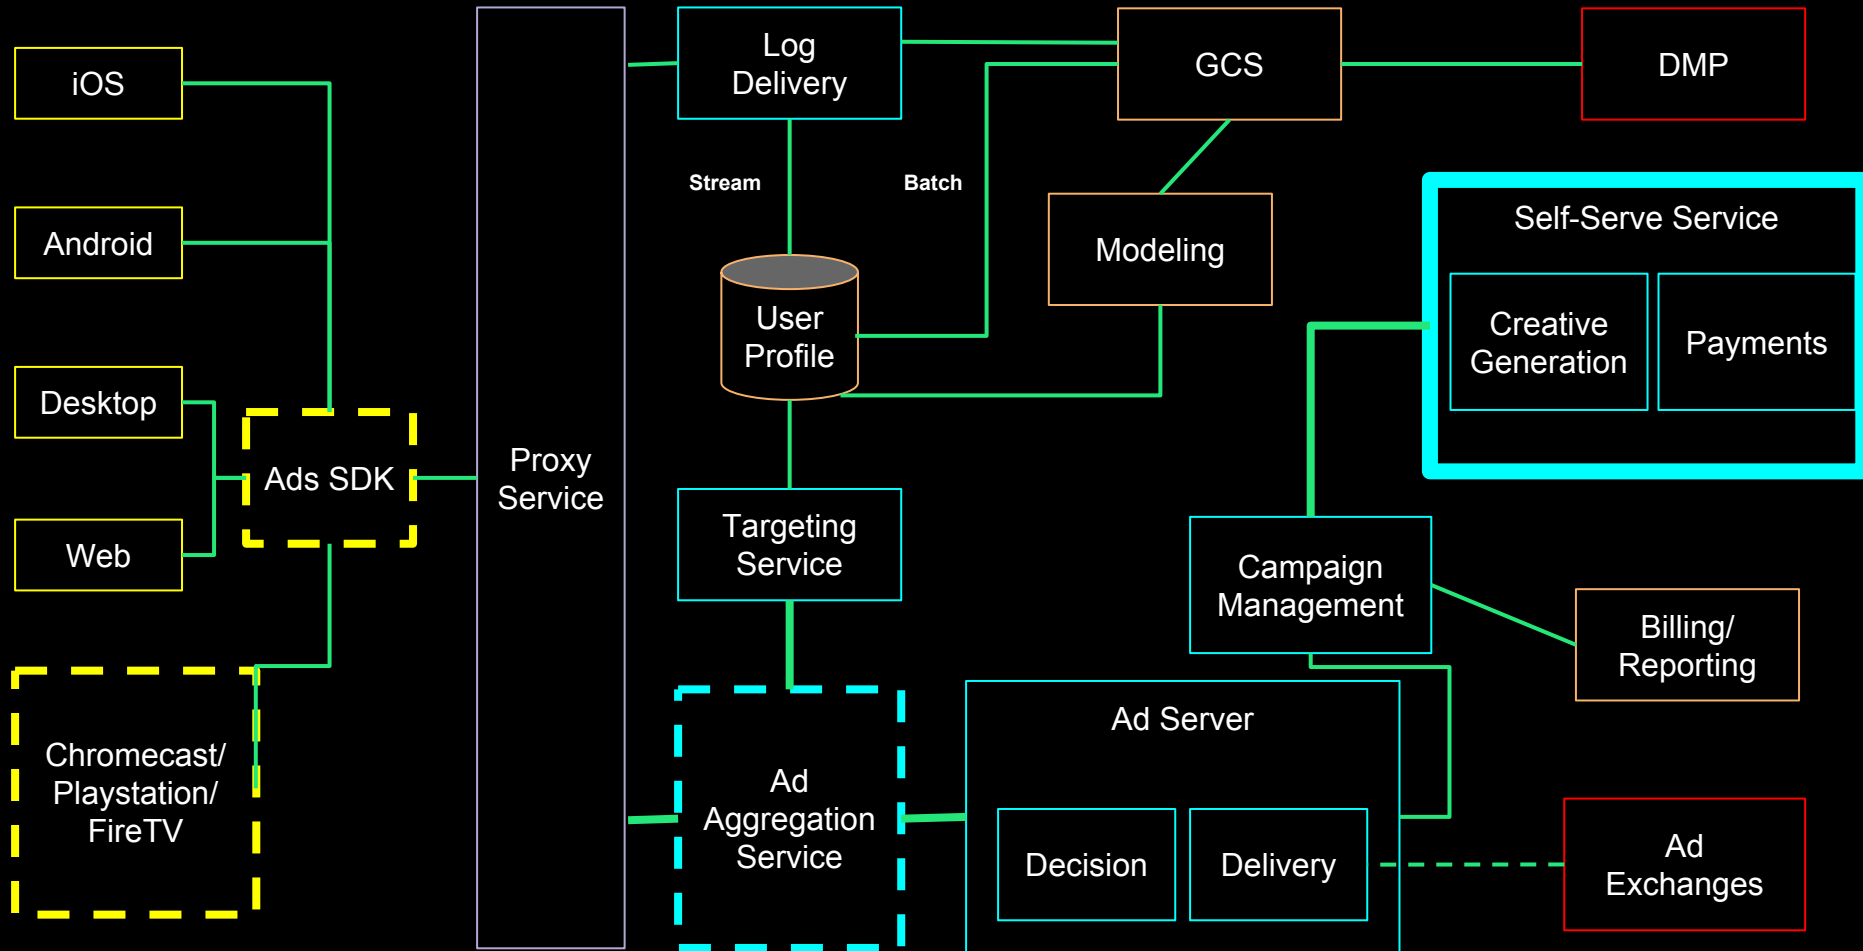 iOS
Android
Desktop
Web
Ads SDK
Chromecast/
Playstation/
FireTV
Proxy
Service
Log
Delivery
Stream
Batch
User
Profile
Targeting
Service
Ad
Aggregation
Service
GCS
Modeling
DMP
Self-Serve Service
Creative
Generation
Payments
Campaign
Management
Billing/
Reporting
Ad Server
Decision
Delivery
Ad
Exchanges